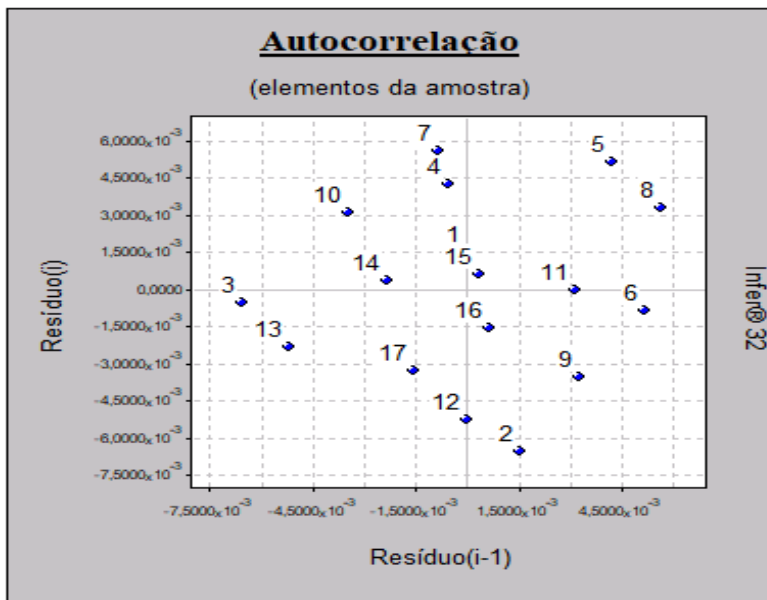 Autocorrelação
(elementos da amostra)
6,0000x10⁻³
4,5000x10⁻³
3,0000x10⁻³
1,5000x10⁻³
0,0000
-1,5000x10⁻³
-3,0000x10⁻³
-4,5000x10⁻³
-6,0000x10⁻³
-7,5000x10⁻³
Resíduo(i)
7
5
4
8
10
1
15
14
11
3
6
16
13
17
9
12
2
-7,5000x10⁻³ -4,5000x10⁻³ -1,5000x10⁻³ 1,5000x10⁻³ 4,5000x10⁻³
Resíduo(i-1)
Infer® 32